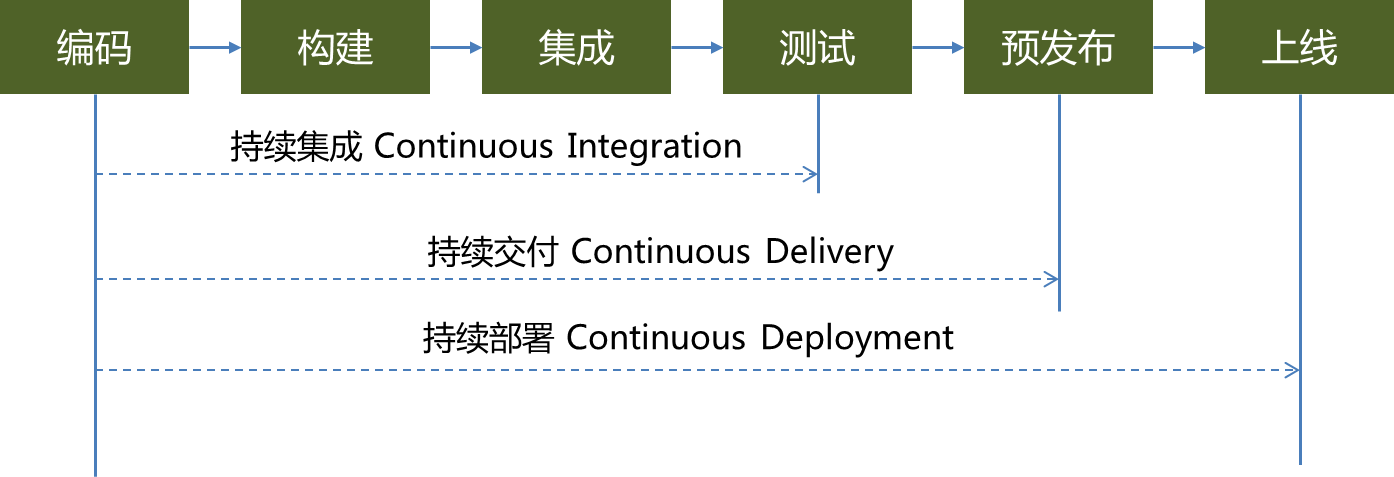 编码
构建
集成
测试
预发布
上线
持续集成 Continuous Integration
持续交付 Continuous Delivery
持续部署 Continuous Deployment